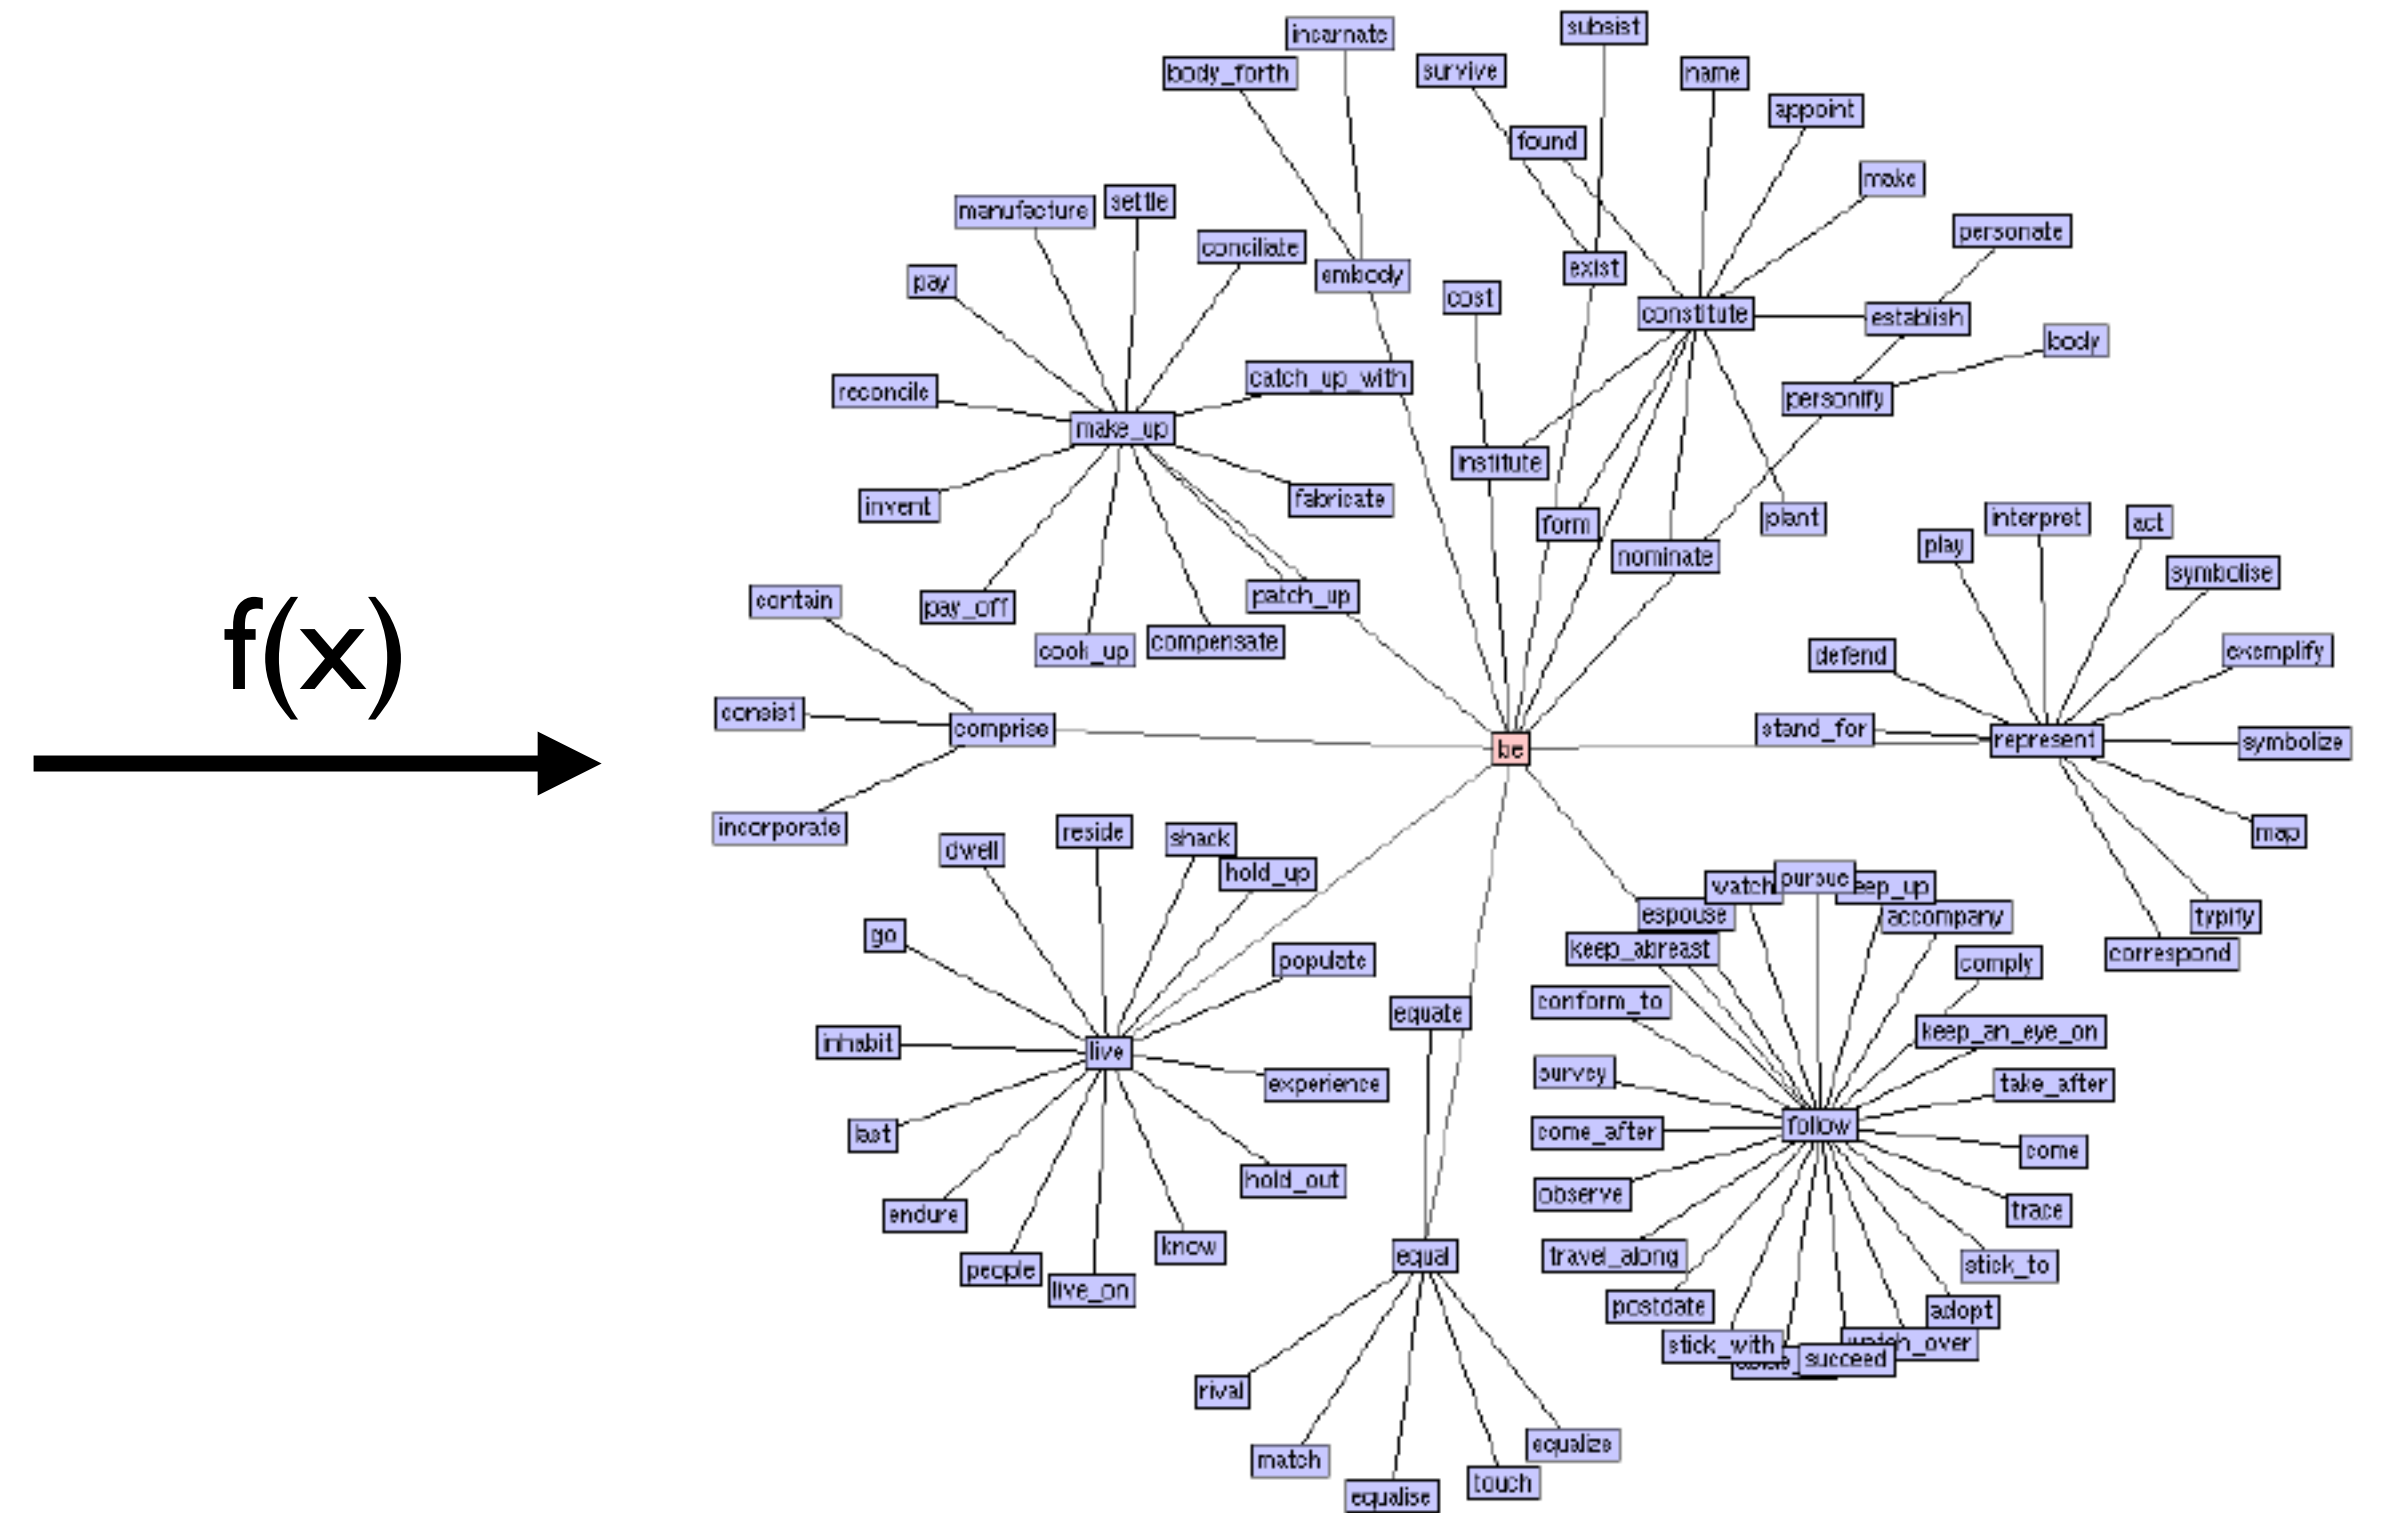 f(x)
incarnate
subsist
body_forth
survive
name
found
appoint
make
manufacture
settle
conciliate
personate
pay
embody
cost
exist
constitute
establish
body
reconcile
catch_up_with
personify
make_up
institute
invent
fabricate
form
plant
nominate
interpret
act
play
symbolise
contain
pay_off
patch_up
cook_up
compensate
defend
exemplify
consist
comprise
be
stand_for
represent
symbolize
incorporate
dwell
reside
shack
hold_up
map
watch
pursue
eep_up
espouse
accompany
typify
correspond
go
populate
keep_abreast
comply
equate
conform_to
keep_an_eye_on
inhabit
live
experience
survey
take_after
last
come_after
follow
come
hold_out
observe
trace
endure
people
live_on
know
equal
travel_along
stick_to
postdate
adopt
stick_with
succeed
watch_over
rival
match
equalise
touch
equalize